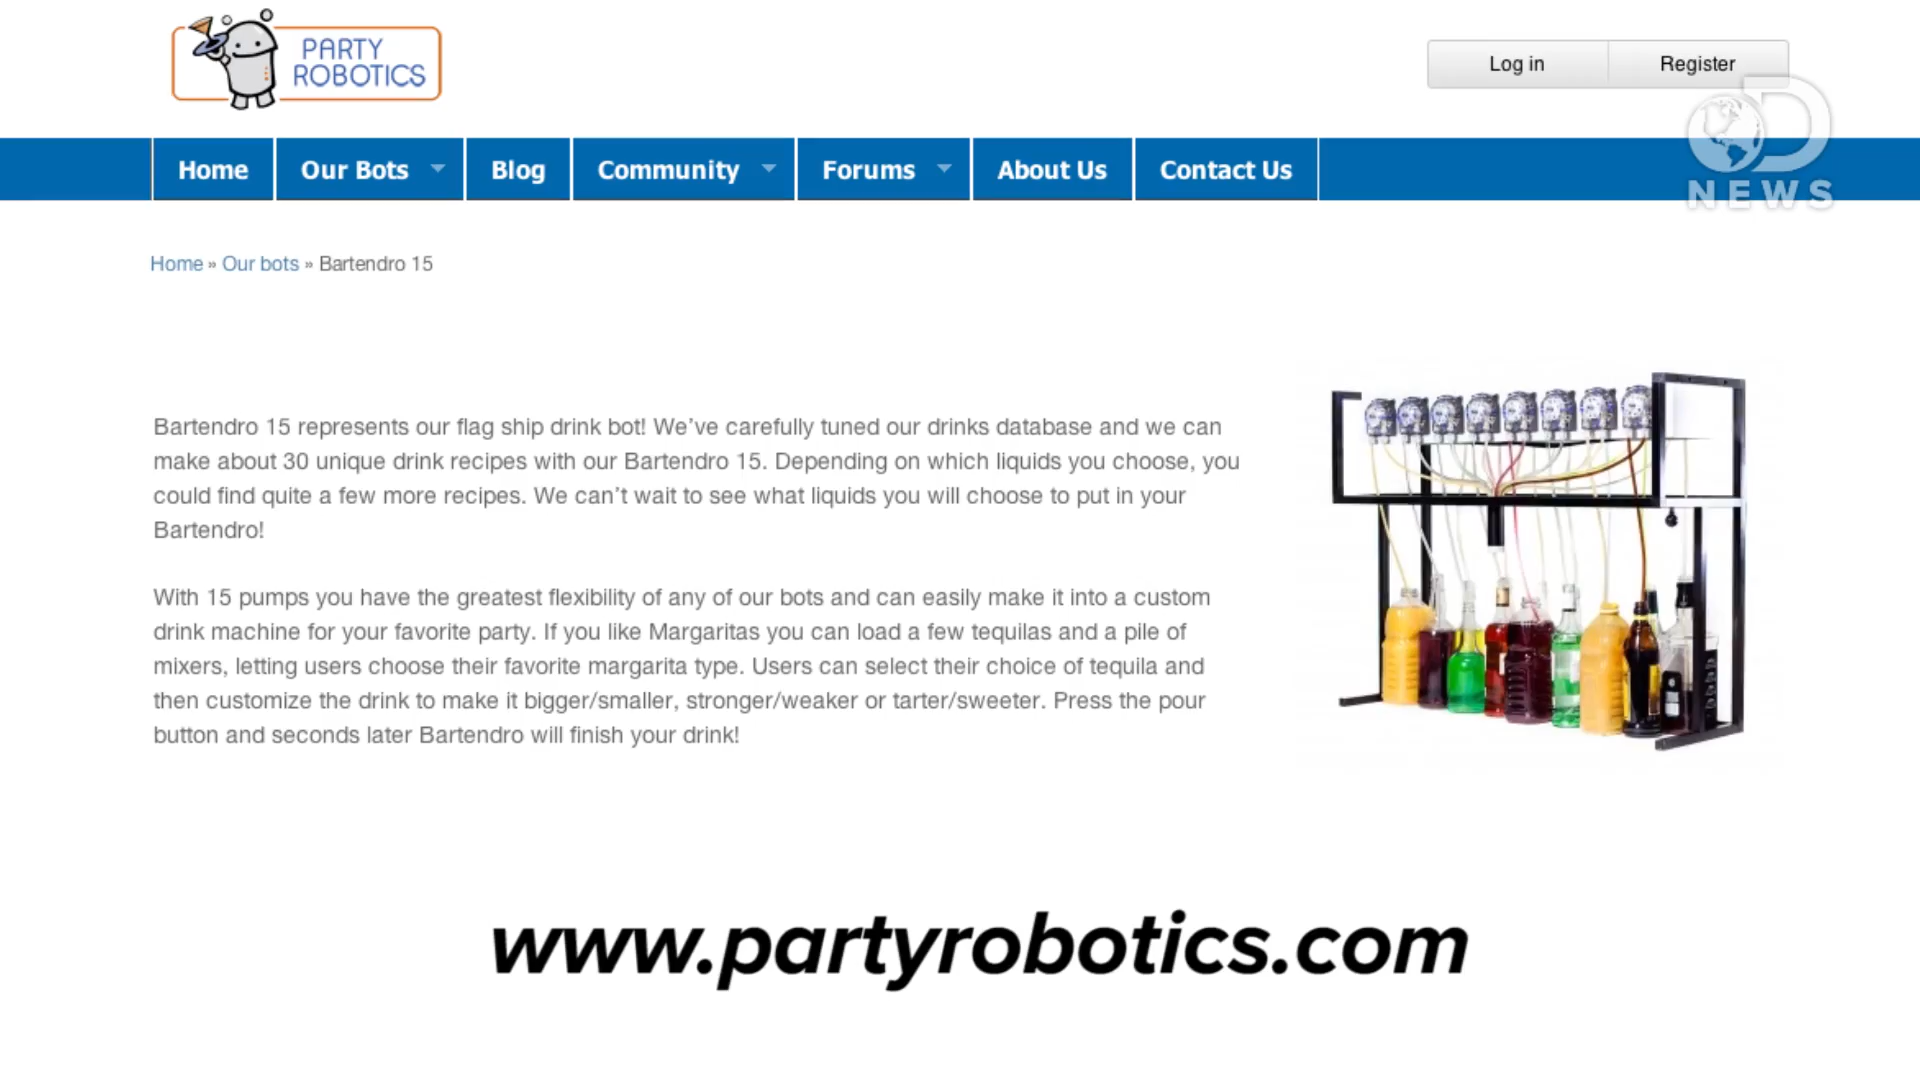 PARTY
ROBOTICS
Log in
Register
D
NEWS
Home
Our Bots
Blog
Community
Forums
About Us
Contact Us
Home » Our bots » Bartendro 15
Bartendro 15 represents our flag ship drink bot! We’ve carefully tuned our drinks database and we can
make about 30 unique drink recipes with our Bartendro 15. Depending on which liquids you choose, you
could find quite a few more recipes. We can’t wait to see what liquids you will choose to put in your
Bartendro!
With 15 pumps you have the greatest flexibility of any of our bots and can easily make it into a custom
drink machine for your favorite party. If you like Margaritas you can load a few tequilas and a pile of
mixers, letting users choose their favorite margarita type. Users can select their choice of tequila and
then customize the drink to make it bigger/smaller, stronger/weaker or tarter/sweeter. Press the pour
button and seconds later Bartendro will finish your drink!
www.partyrobotics.com